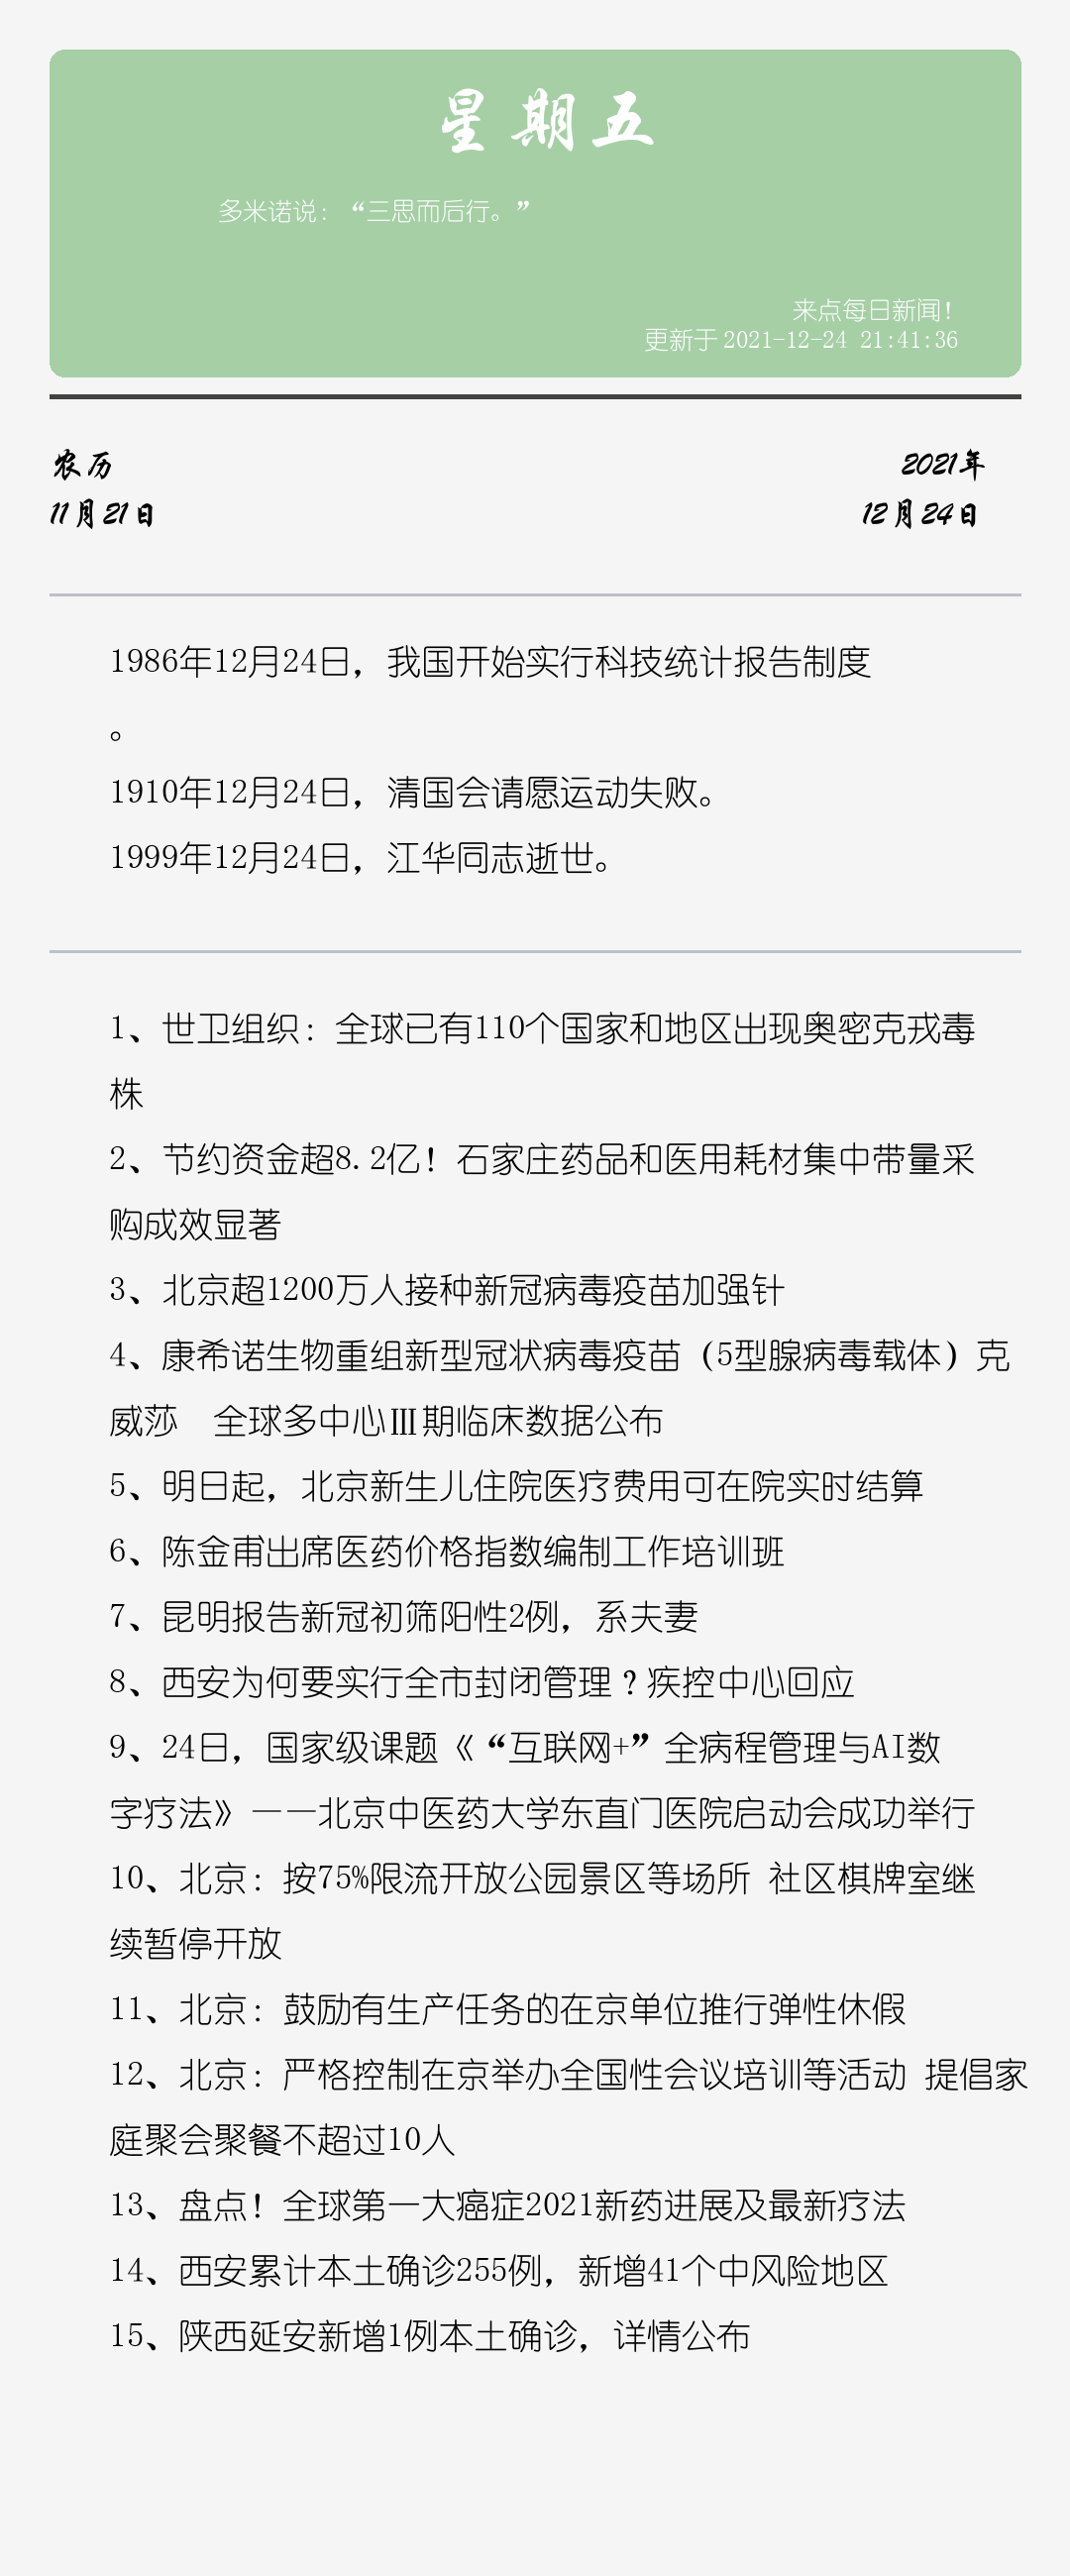 星期五
多米诺说：“三思而后行。”
来点每日新闻！
更新于 2021-12-24 21:41:36
农历
2021年
11月21日
12月24日
1986年12月24日，我国开始实行科技统计报告制度
。
1910年12月24日，清国会请愿运动失败。
1999年12月24日，江华同志逝世。
1、世卫组织：全球已有110个国家和地区出现奥密克戎毒
株
2、节约资金超8.2亿！石家庄药品和医用耗材集中带量采
购成效显著
3、北京超1200万人接种新冠病毒疫苗加强针
4、康希诺生物重组新型冠状病毒疫苗（5型腺病毒载体）克
威莎　全球多中心Ⅲ期临床数据公布
5、明日起，北京新生儿住院医疗费用可在院实时结算
6、陈金甫出席医药价格指数编制工作培训班
7、昆明报告新冠初筛阳性2例，系夫妻
8、西安为何要实行全市封闭管理？疾控中心回应
9、24日，国家级课题《“互联网+”全病程管理与AI数
字疗法》——北京中医药大学东直门医院启动会成功举行
10、北京：按75%限流开放公园景区等场所 社区棋牌室继
续暂停开放
11、北京：鼓励有生产任务的在京单位推行弹性休假
12、北京：严格控制在京举办全国性会议培训等活动 提倡家
庭聚会聚餐不超过10人
13、盘点！全球第一大癌症2021新药进展及最新疗法
14、西安累计本土确诊255例，新增41个中风险地区
15、陕西延安新增1例本土确诊，详情公布